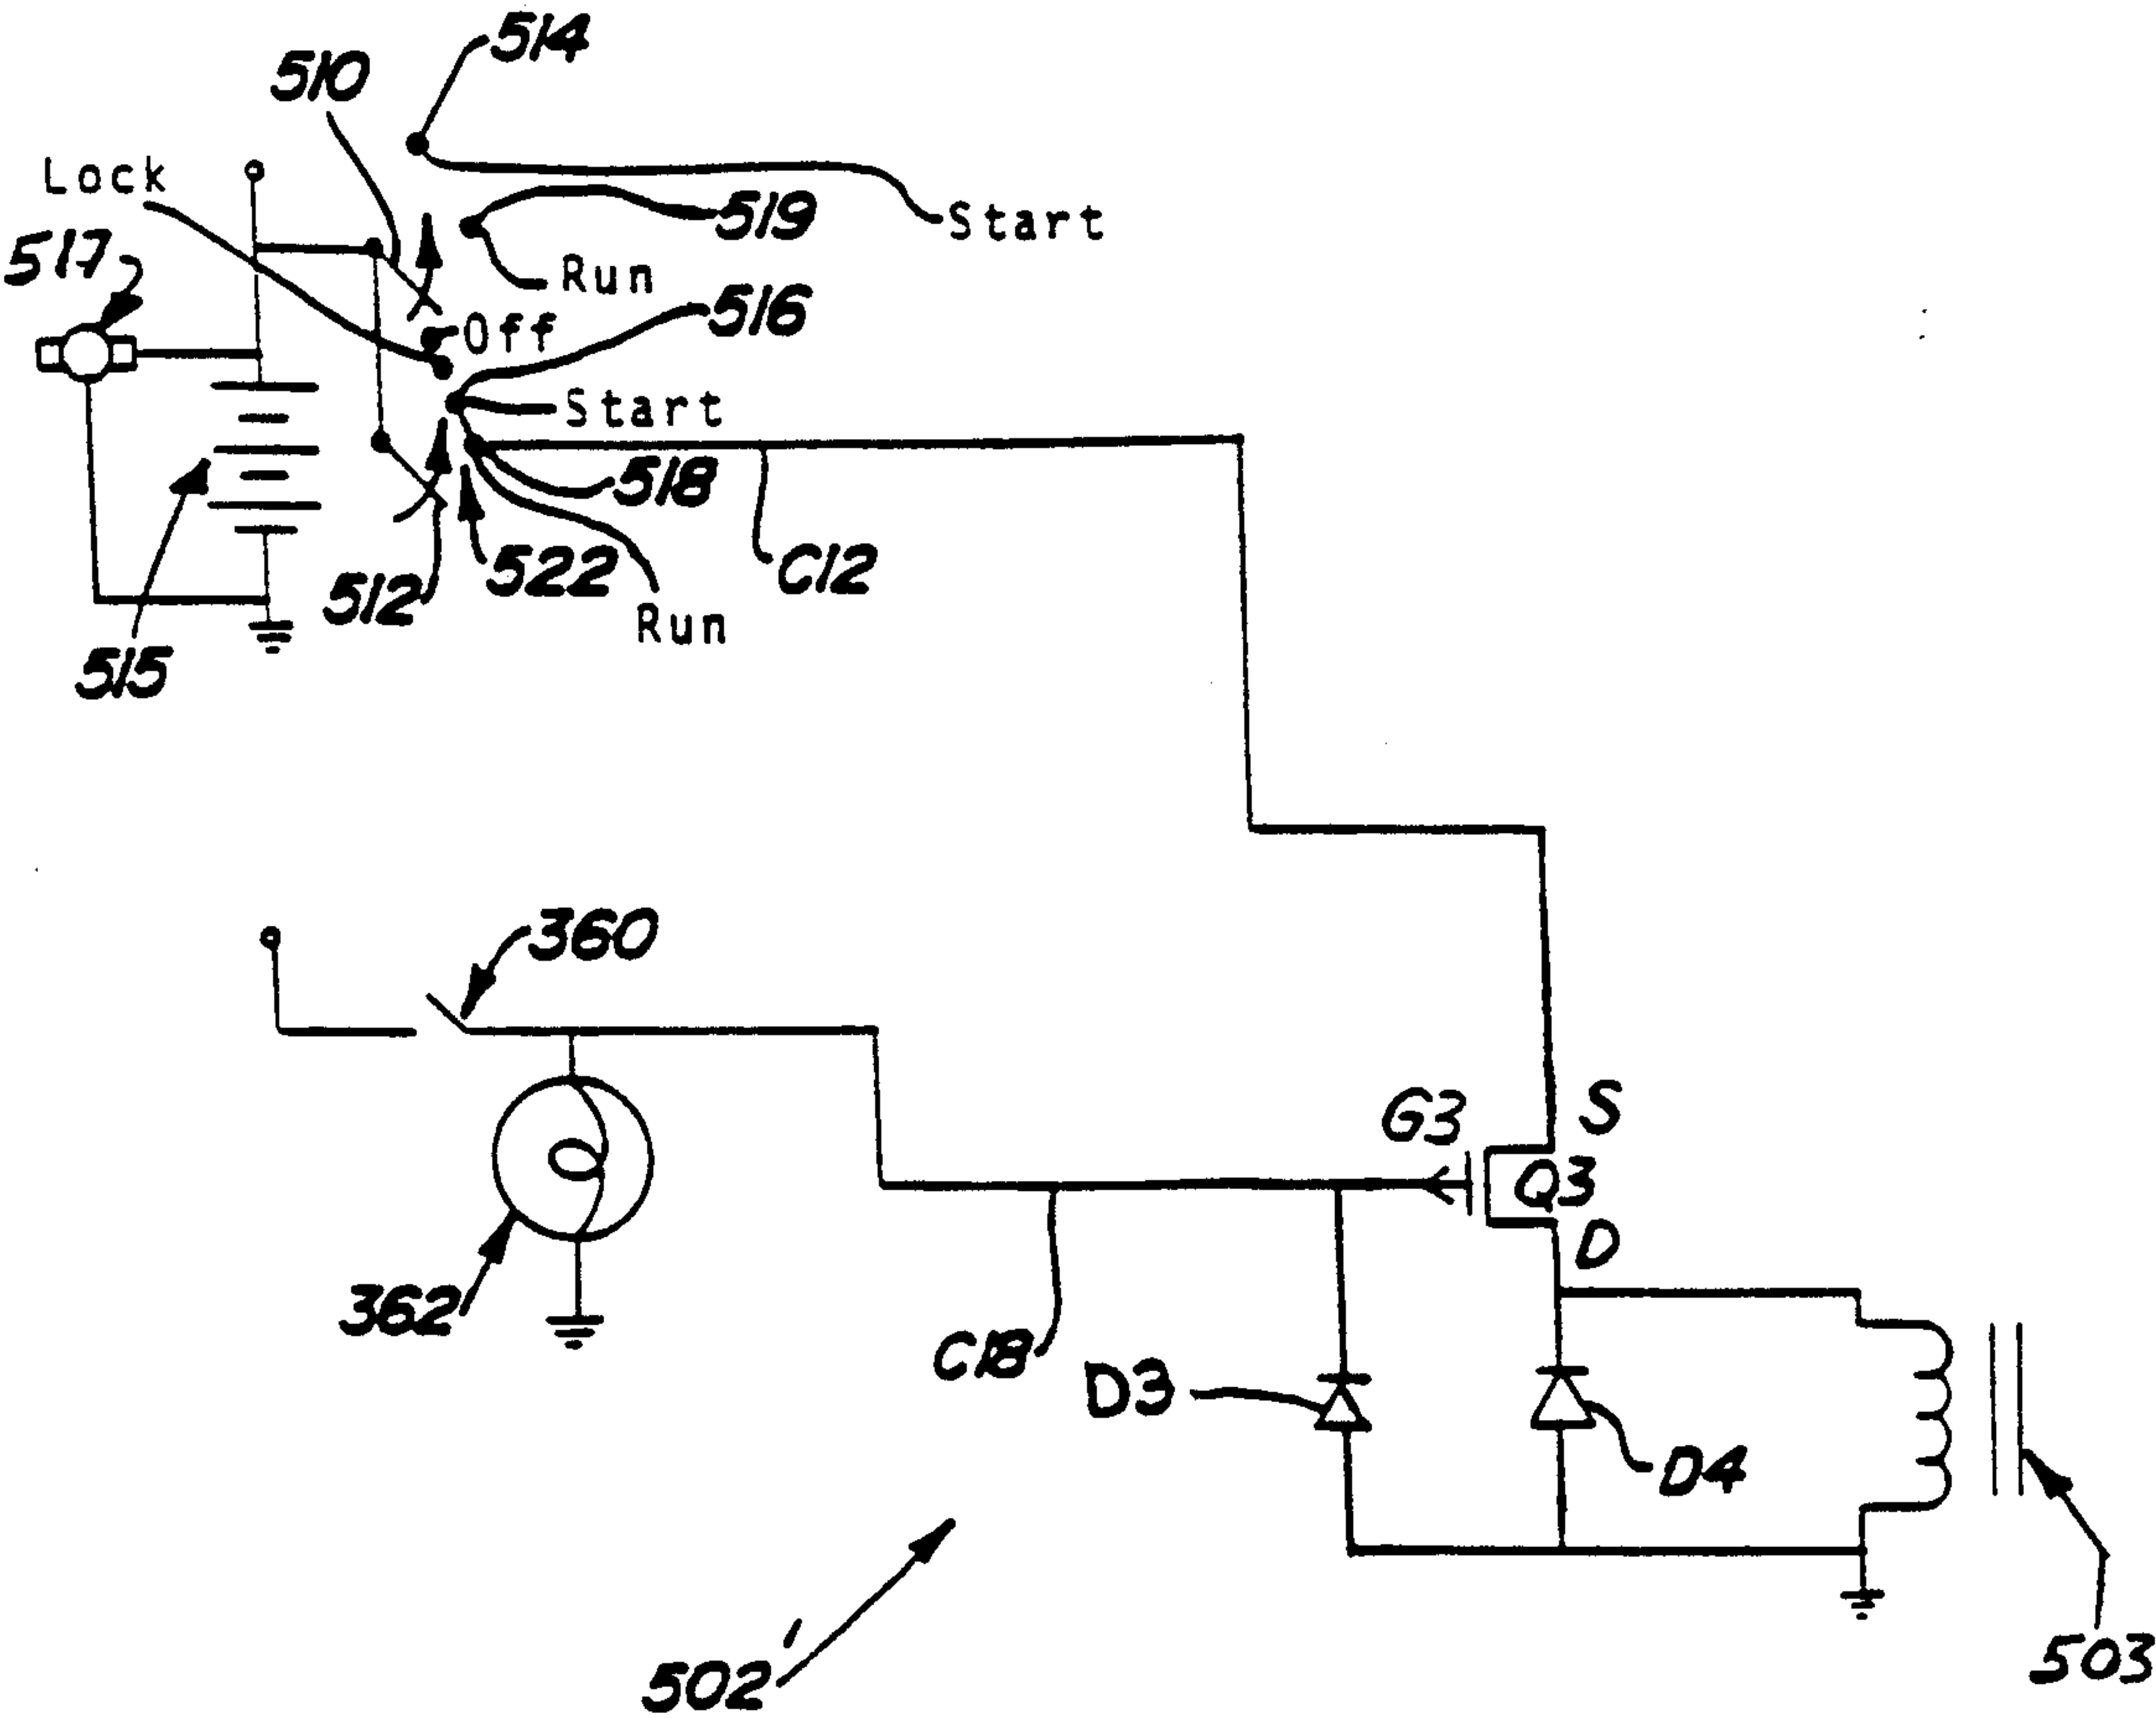 514
510
Lock
519
Start
517
Run
516
Off
Start
518
522
C12
512
Run
515
360
G3
S
Q3
D
362
C18
D3
D4
502'
503